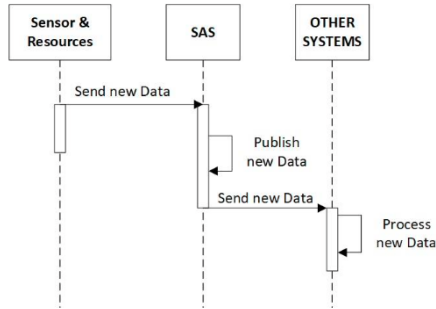 Sensor &
Resources
SAS
OTHER
SYSTEMS
Send new Data
Publish
new Data
Send new Data
Process
new Data